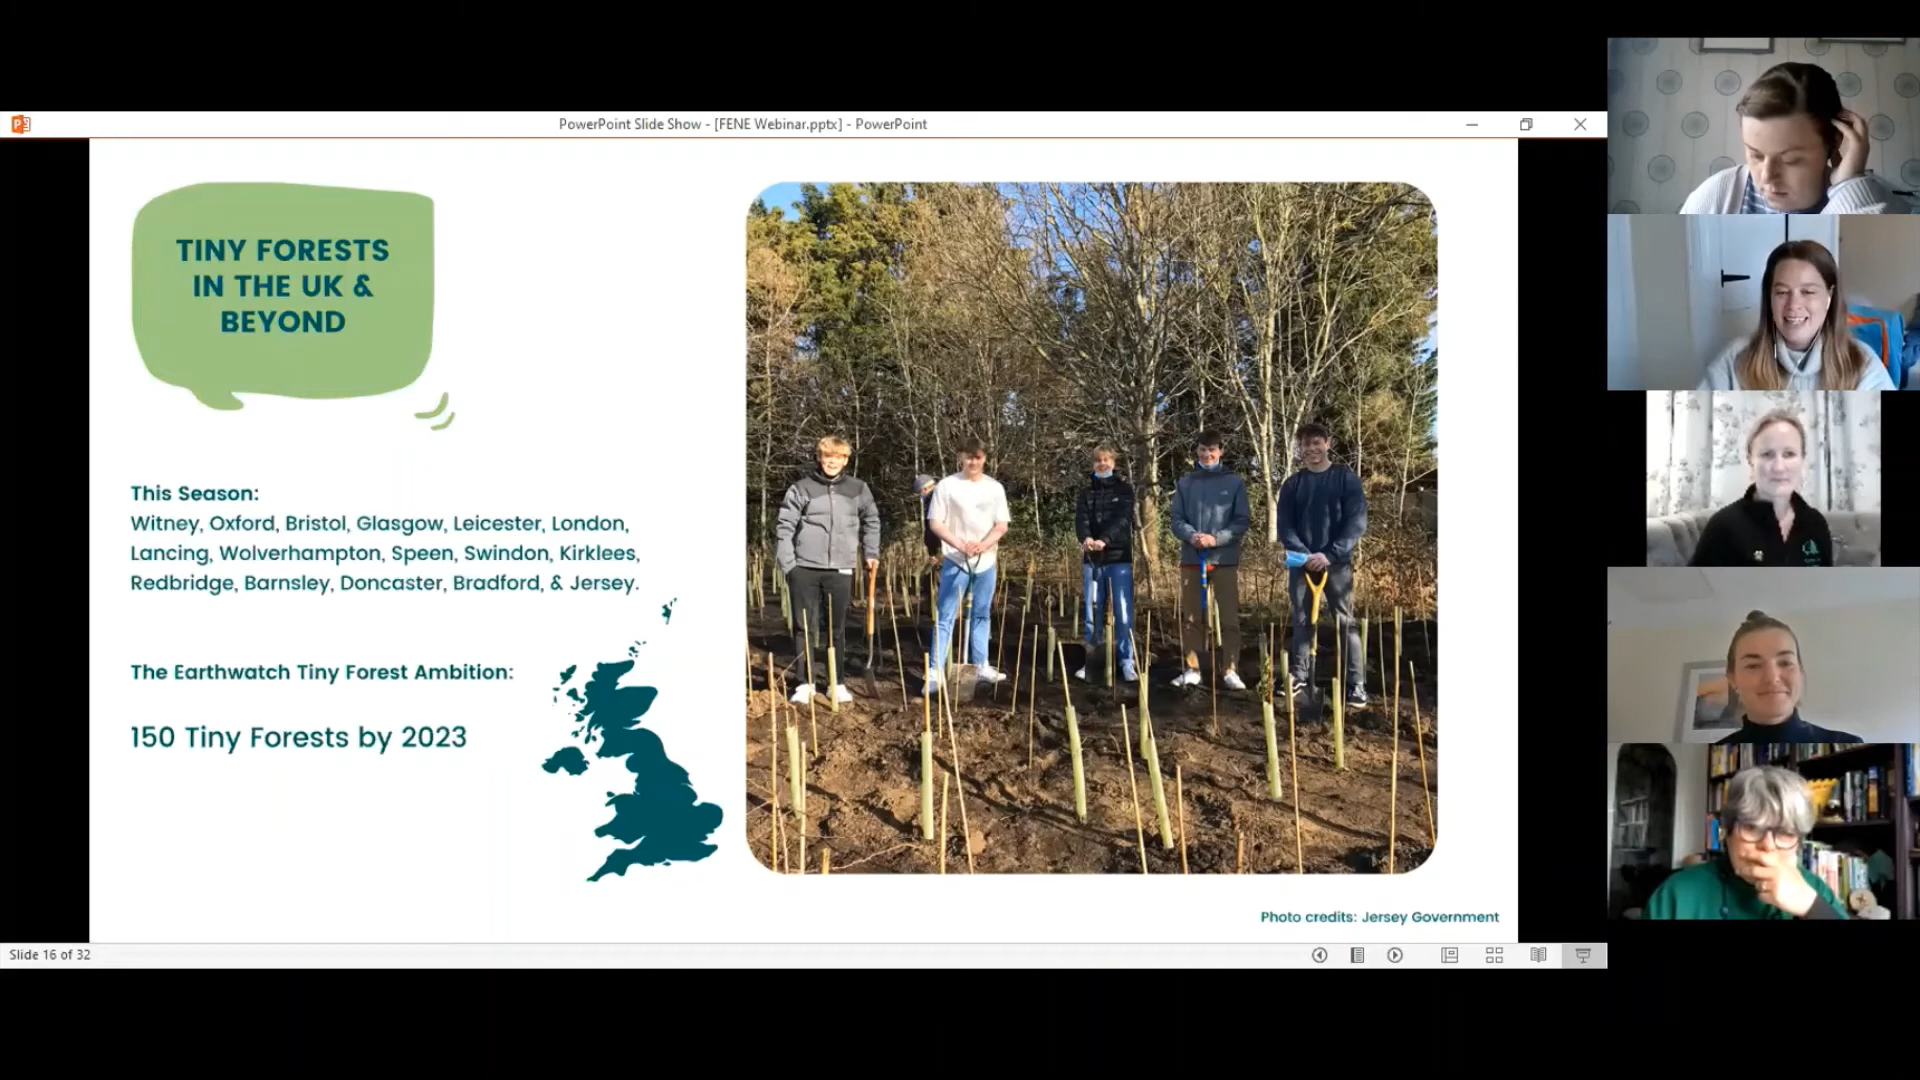 PowerPoint Slide Show - [FENE Webinar.pptx] - PowerPoint
TINY FORESTS
IN THE UK &
BEYOND
This Season:
Witney, Oxford, Bristol, Glasgow, Leicester, London,
Lancing, Wolverhampton, Speen, Swindon, Kirklees,
Redbridge, Barnsley, Doncaster, Bradford, & Jersey.
The Earthwatch Tiny Forest Ambition:
150 Tiny Forests by 2023
Photo credits: Jersey Government
Slide 16 of 32